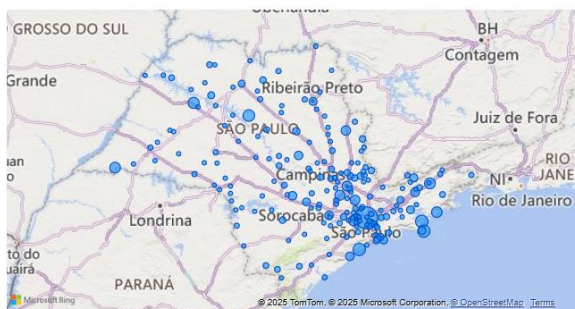 Uberlândia
GROSSO DO SUL
BH
Contagem
Grande
Ribeirão Preto
Juiz de Fora
SÃO PAULO
Campinas
RIO
NI
JANE
Rio de Janeiro
Londrina
Sorocaba
São Paulo
PARANÁ
Microsoft Bing
© 2025 TomTom, © 2025 Microsoft Corporation, © OpenStreetMap Terms